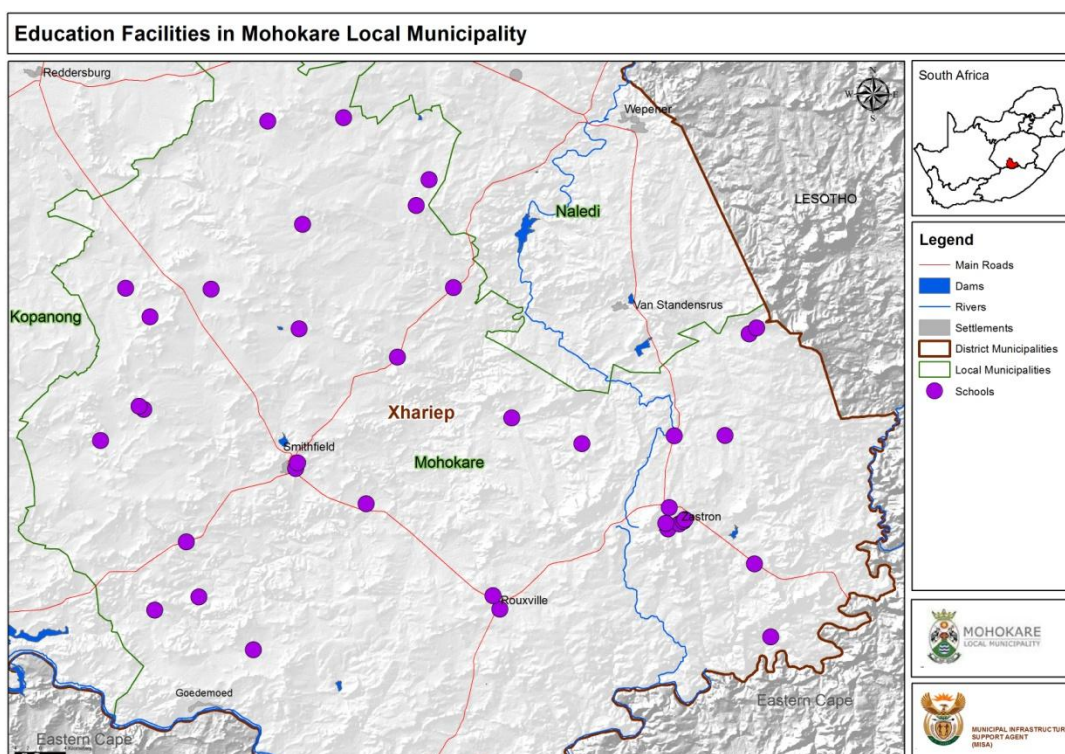 Education Facilities in Mohokare Local Municipality
Reddersburg
Wepener
N
W
E
S
LESOTHO
Naledi
Kopanong
Van Standensrus
Xhariep
Smithfield
Mohokare
Zastron
Rouxville
Goedemoed
Eastern Cape
Eastern Cape
South Africa
Legend
Main Roads
Dams
Rivers
Settlements
District Municipalities
Local Municipalities
Schools
MOHOKARE
LOCAL MUNICIPALITY
MUNICIPAL INFRASTRUCTURE
SUPPORT AGENT
(MISA)